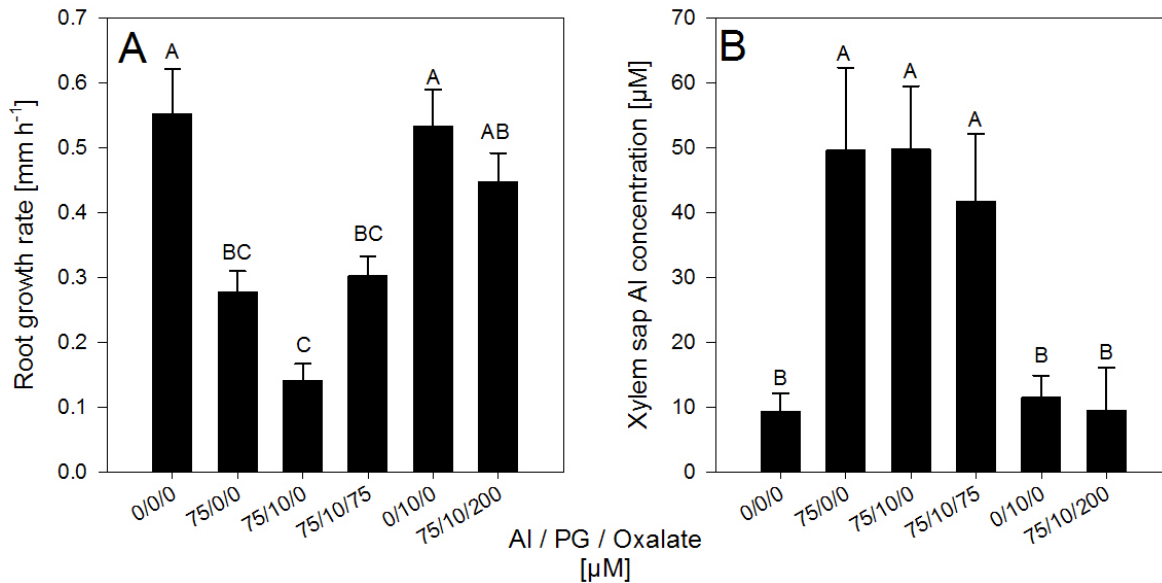 A
Root growth rate [mm h⁻¹]
0.7
0.6
0.5
0.4
0.3
0.2
0.1
0.0
A
BC
C
BC
A
AB
0/0/0
75/0/0
75/10/0
75/10/75
0/10/0
75/10/200
B
Xylem sap Al concentration [µM]
70
60
50
40
30
20
10
0
B
A
A
A
B
B
0/0/0
75/0/0
75/10/0
75/10/75
0/10/0
75/10/200
Al / PG / Oxalate
[µM]